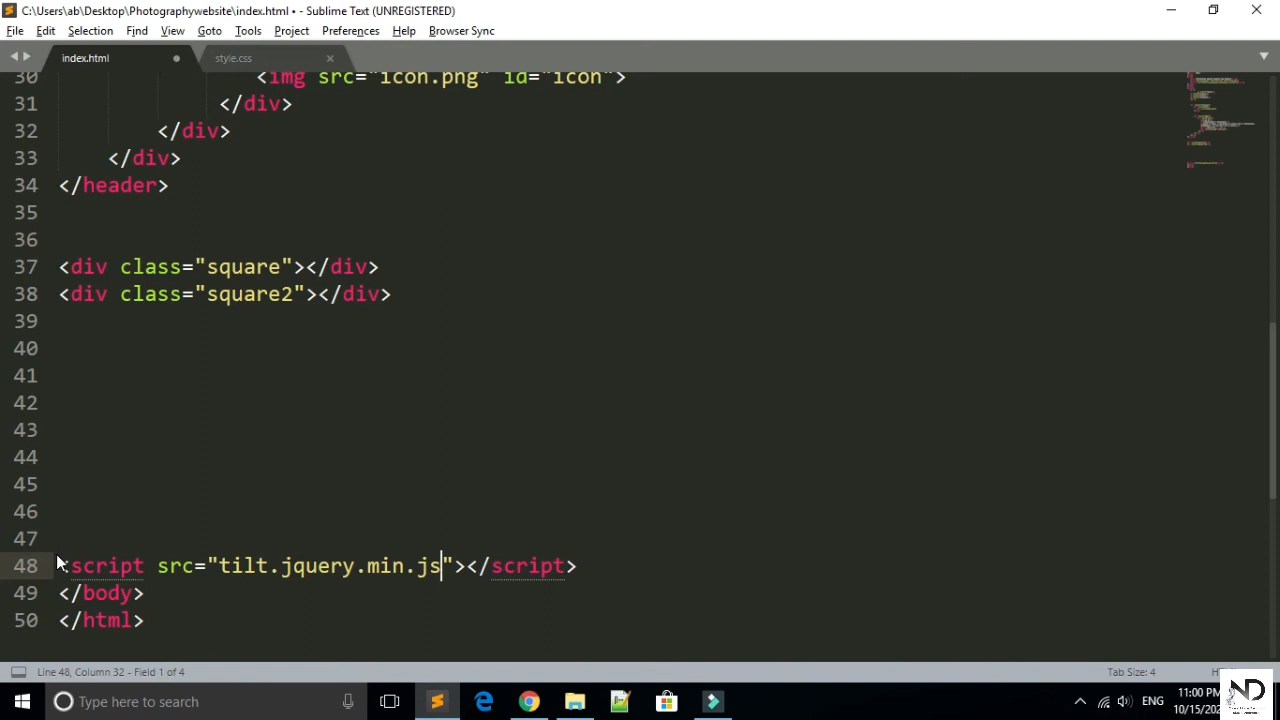 C:\Users\ab\Desktop\Photographywebsite\index.html • - Sublime Text (UNREGISTERED)
File Edit Selection Find View Goto Tools Project Preferences Help Browser Sync
index.html style.css
30 <img src="icon.png" id="icon">
31 </div>
32 </div>
33 </div>
34 </header>
35
36
37 <div class="square"></div>
38 <div class="square2"></div>
39
40
41
42
43
44
45
46
47
48 <script src="tilt.jquery.min.js"></script>
49 </body>
50 </html>
Line 48, Column 32 - Field 1 of 4 Tab Size: 4
Type here to search
ENG
11:00 PM
ND